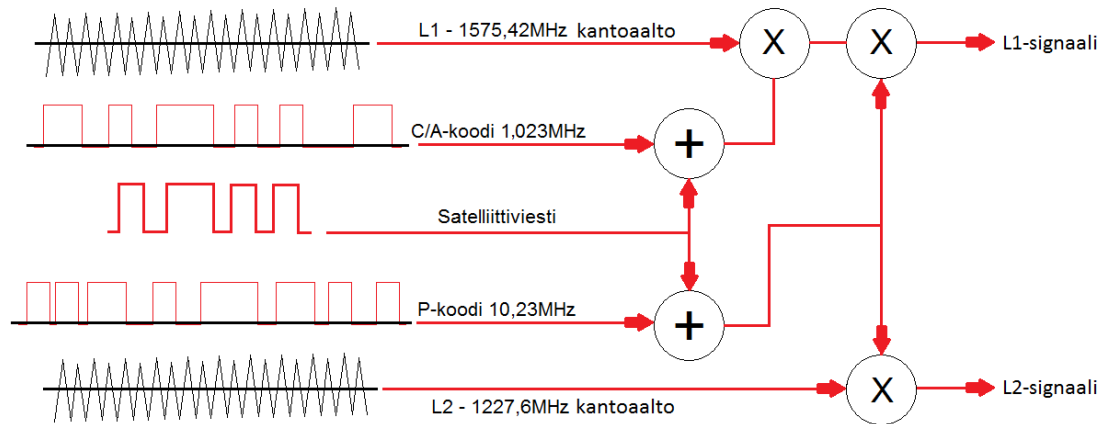 L1 - 1575,42MHz kantoaalto
X
X
L1-signaali
C/A-koodi 1,023MHz
+
Satelliittiviesti
P-koodi 10,23MHz
+
L2 - 1227,6MHz kantoaalto
X
L2-signaali